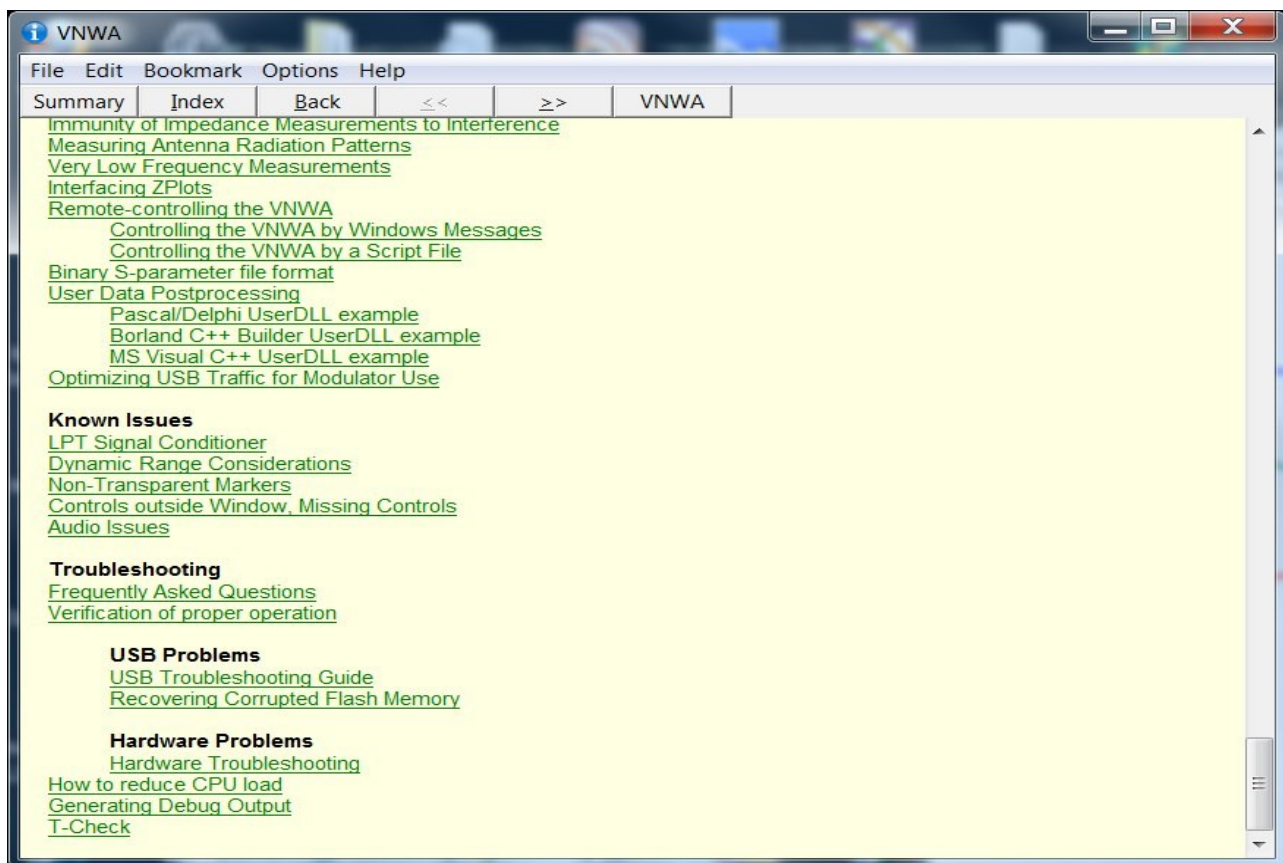 VNWA
File Edit Bookmark Options Help
Summary Index Back << >> VNWA
Immunity of Impedance Measurements to Interference
Measuring Antenna Radiation Patterns
Very Low Frequency Measurements
Interfacing ZPlots
Remote-controlling the VNWA
Controlling the VNWA by Windows Messages
Controlling the VNWA by a Script File
Binary S-parameter file format
User Data Postprocessing
Pascal/Delphi UserDLL example
Borland C++ Builder UserDLL example
MS Visual C++ UserDLL example
Optimizing USB Traffic for Modulator Use
Known Issues
LPT Signal Conditioner
Dynamic Range Considerations
Non-Transparent Markers
Controls outside Window, Missing Controls
Audio Issues
Troubleshooting
Frequently Asked Questions
Verification of proper operation
USB Problems
USB Troubleshooting Guide
Recovering Corrupted Flash Memory
Hardware Problems
Hardware Troubleshooting
How to reduce CPU load
Generating Debug Output
T-Check